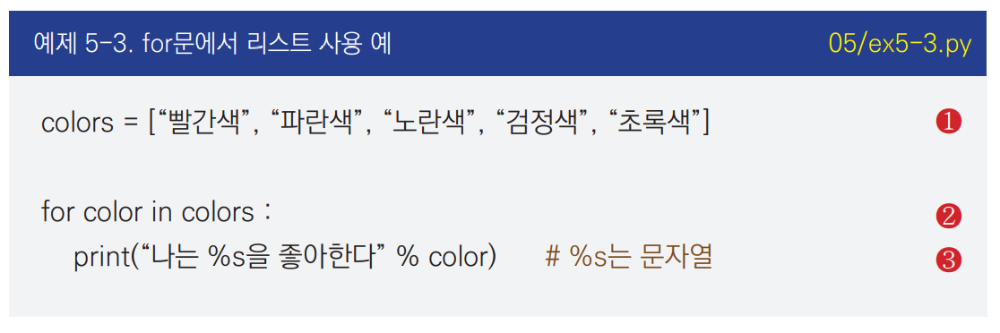 예제 5-3. for문에서 리스트 사용 예 05/ex5-3.py
colors = [“빨간색”, “파란색”, “노란색”, “검정색”, “초록색”] ❶
for color in colors : ❷
print(“나는 %s을 좋아한다” % color) # %s는 문자열 ❸